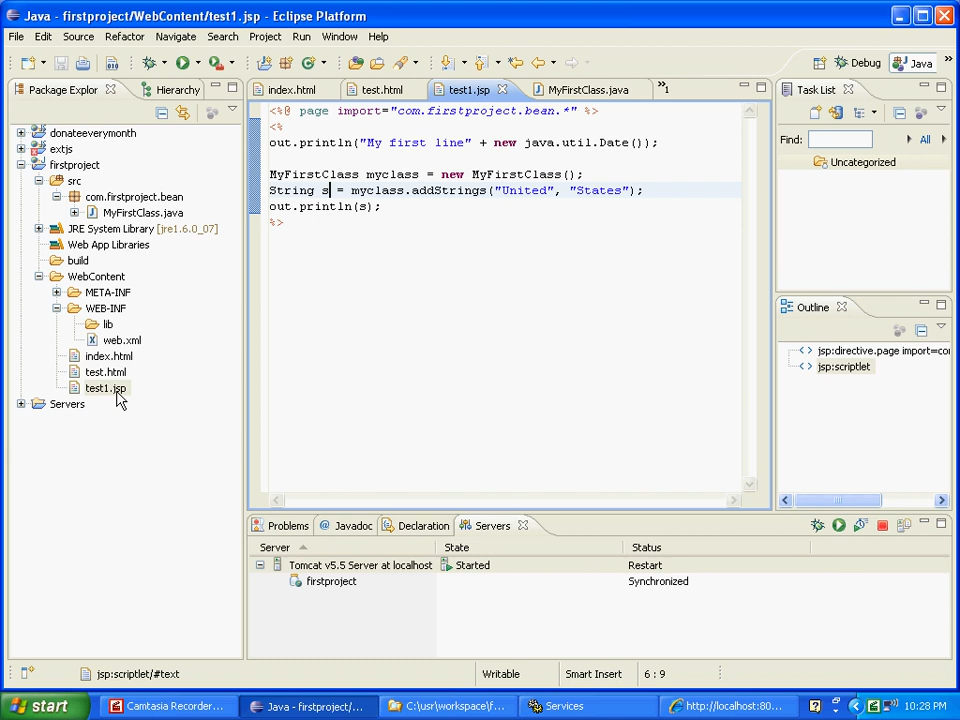 Java - firstproject/WebContent/test1.jsp - Eclipse Platform
File Edit Source Refactor Navigate Search Project Run Window Help
Debug Java »
Package Explor Hierarchy
index.html test.html test1.jsp MyFirstClass.java »1
Task List
donateeverymonth
extjs
firstproject
src
com.firstproject.bean
MyFirstClass.java
JRE System Library [jre1.6.0_07]
Web App Libraries
build
WebContent
META-INF
WEB-INF
lib
web.xml
index.html
test.html
test1.jsp
Servers
<%@ page import="com.firstproject.bean.*" %>
<%
out.println("My first line" + new java.util.Date());
MyFirstClass myclass = new MyFirstClass();
String s = myclass.addStrings("United", "States");
out.println(s);
%>
Find: All
Uncategorized
Outline
jsp:directive.page import=co
jsp:scriptlet
Problems Javadoc Declaration Servers
Server State Status
Tomcat v5.5 Server at localhost Started Restart
firstproject Synchronized
jsp:scriptlet/#text Writable Smart Insert 6 : 9
start Camtasia Recorder... Java - firstproject/... C:\usr\workspace\f... Services http://localhost:80... 10:28 PM